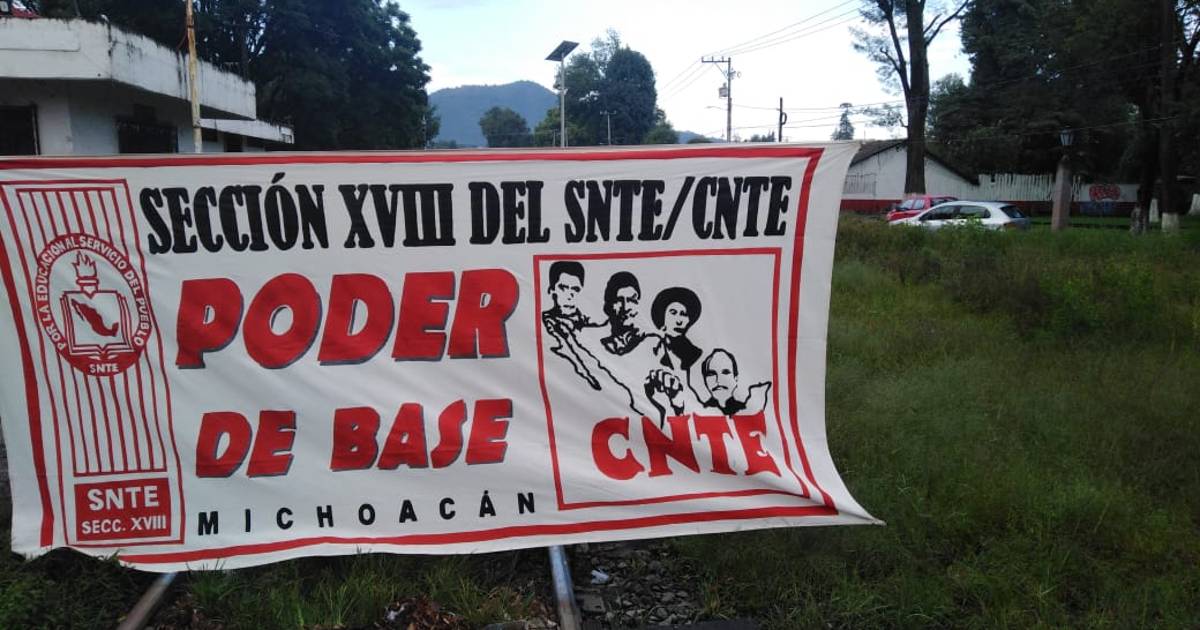 SECCIÓN XVIII DEL SNTE/CNTE
POR LA EDUCACION AL SERVICIO DEL PUEBLO
SNTE
PODER
DE BASE
CNTE
SNTE
SECC. XVIII
MICHOACÁN